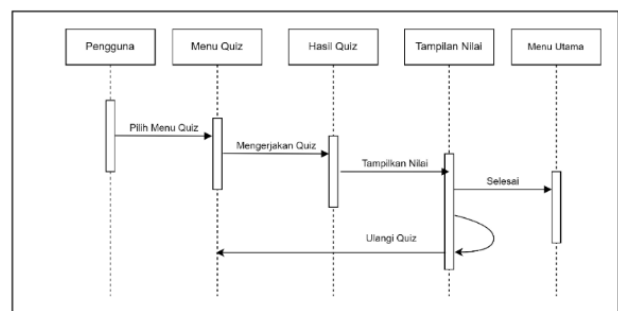 Pengguna
Menu Quiz
Hasil Quiz
Tampilan Nilai
Menu Utama
Pilih Menu Quiz
Mengerjakan Quiz
Tampilkan Nilai
Selesai
Ulangi Quiz